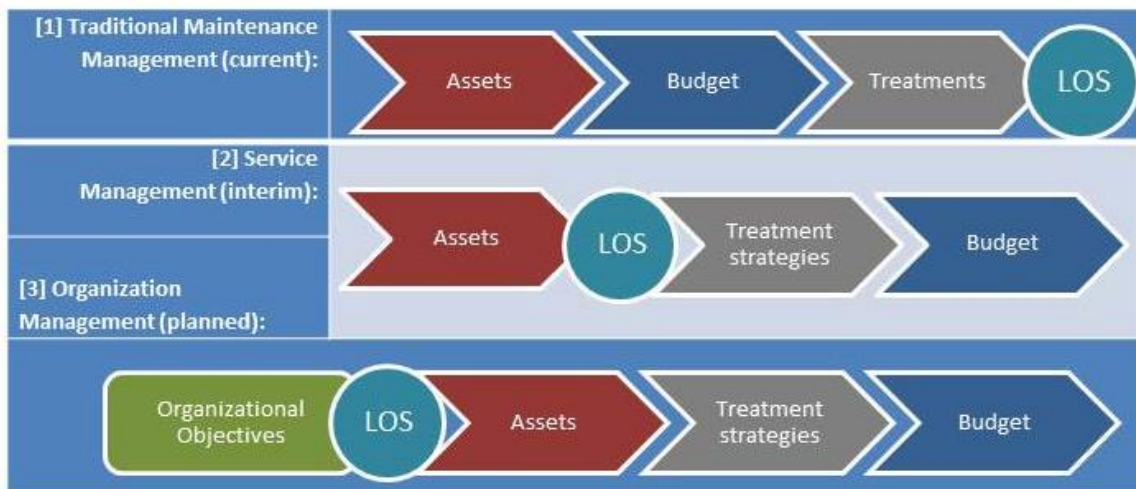 [1] Traditional Maintenance
Management (current):
Assets
Budget
Treatments
LOS
[2] Service
Management (interim):
Assets
LOS
Treatment
strategies
Budget
[3] Organization
Management (planned):
Organizational
Objectives
LOS
Assets
Treatment
strategies
Budget